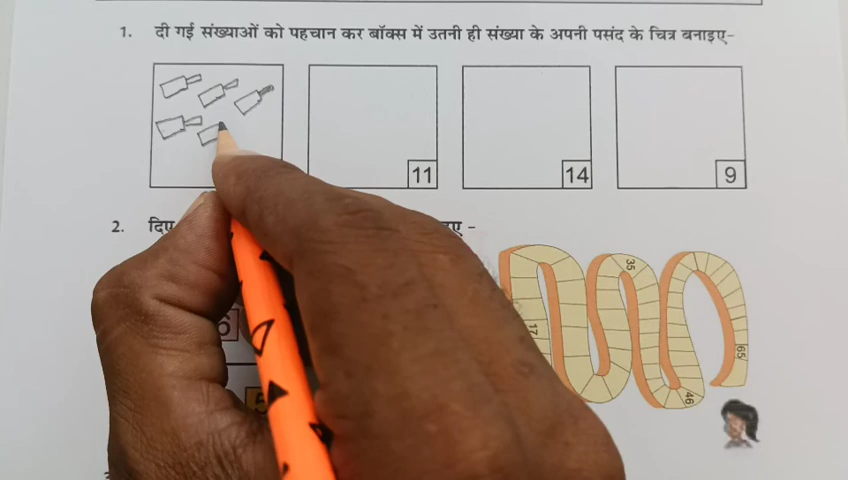 1. दी गई संख्याओं को पहचान कर बॉक्स में उतनी ही संख्या के अपनी पसंद के चित्र बनाइए-
11 14 9
2. दिए
35
17
65
46